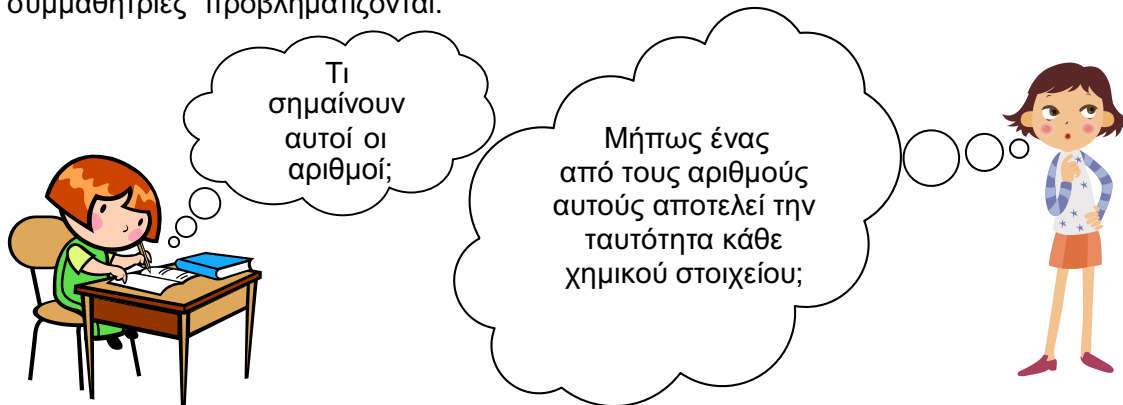 συμμαθήτριες προβληματίζονται.
Τι
σημαίνουν
αυτοί οι
αριθμοί;
Μήπως ένας
από τους αριθμούς
αυτούς αποτελεί την
ταυτότητα κάθε
χημικού στοιχείου;